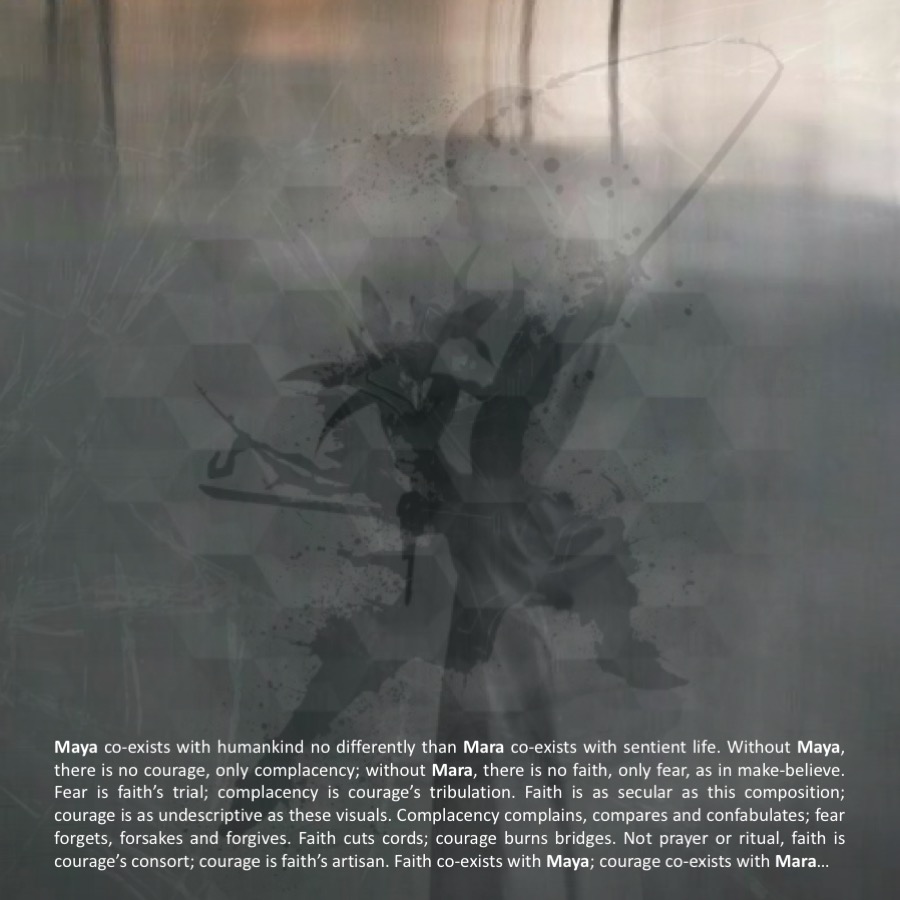 Maya co-exists with humankind no differently than Mara co-exists with sentient life. Without Maya,
there is no courage, only complacency; without Mara, there is no faith, only fear, as in make-believe.
Fear is faith’s trial; complacency is courage’s tribulation. Faith is as secular as this composition;
courage is as undescriptive as these visuals. Complacency complains, compares and confabulates; fear
forgets, forsakes and forgives. Faith cuts cords; courage burns bridges. Not prayer or ritual, faith is
courage’s consort; courage is faith’s artisan. Faith co-exists with Maya; courage co-exists with Mara…